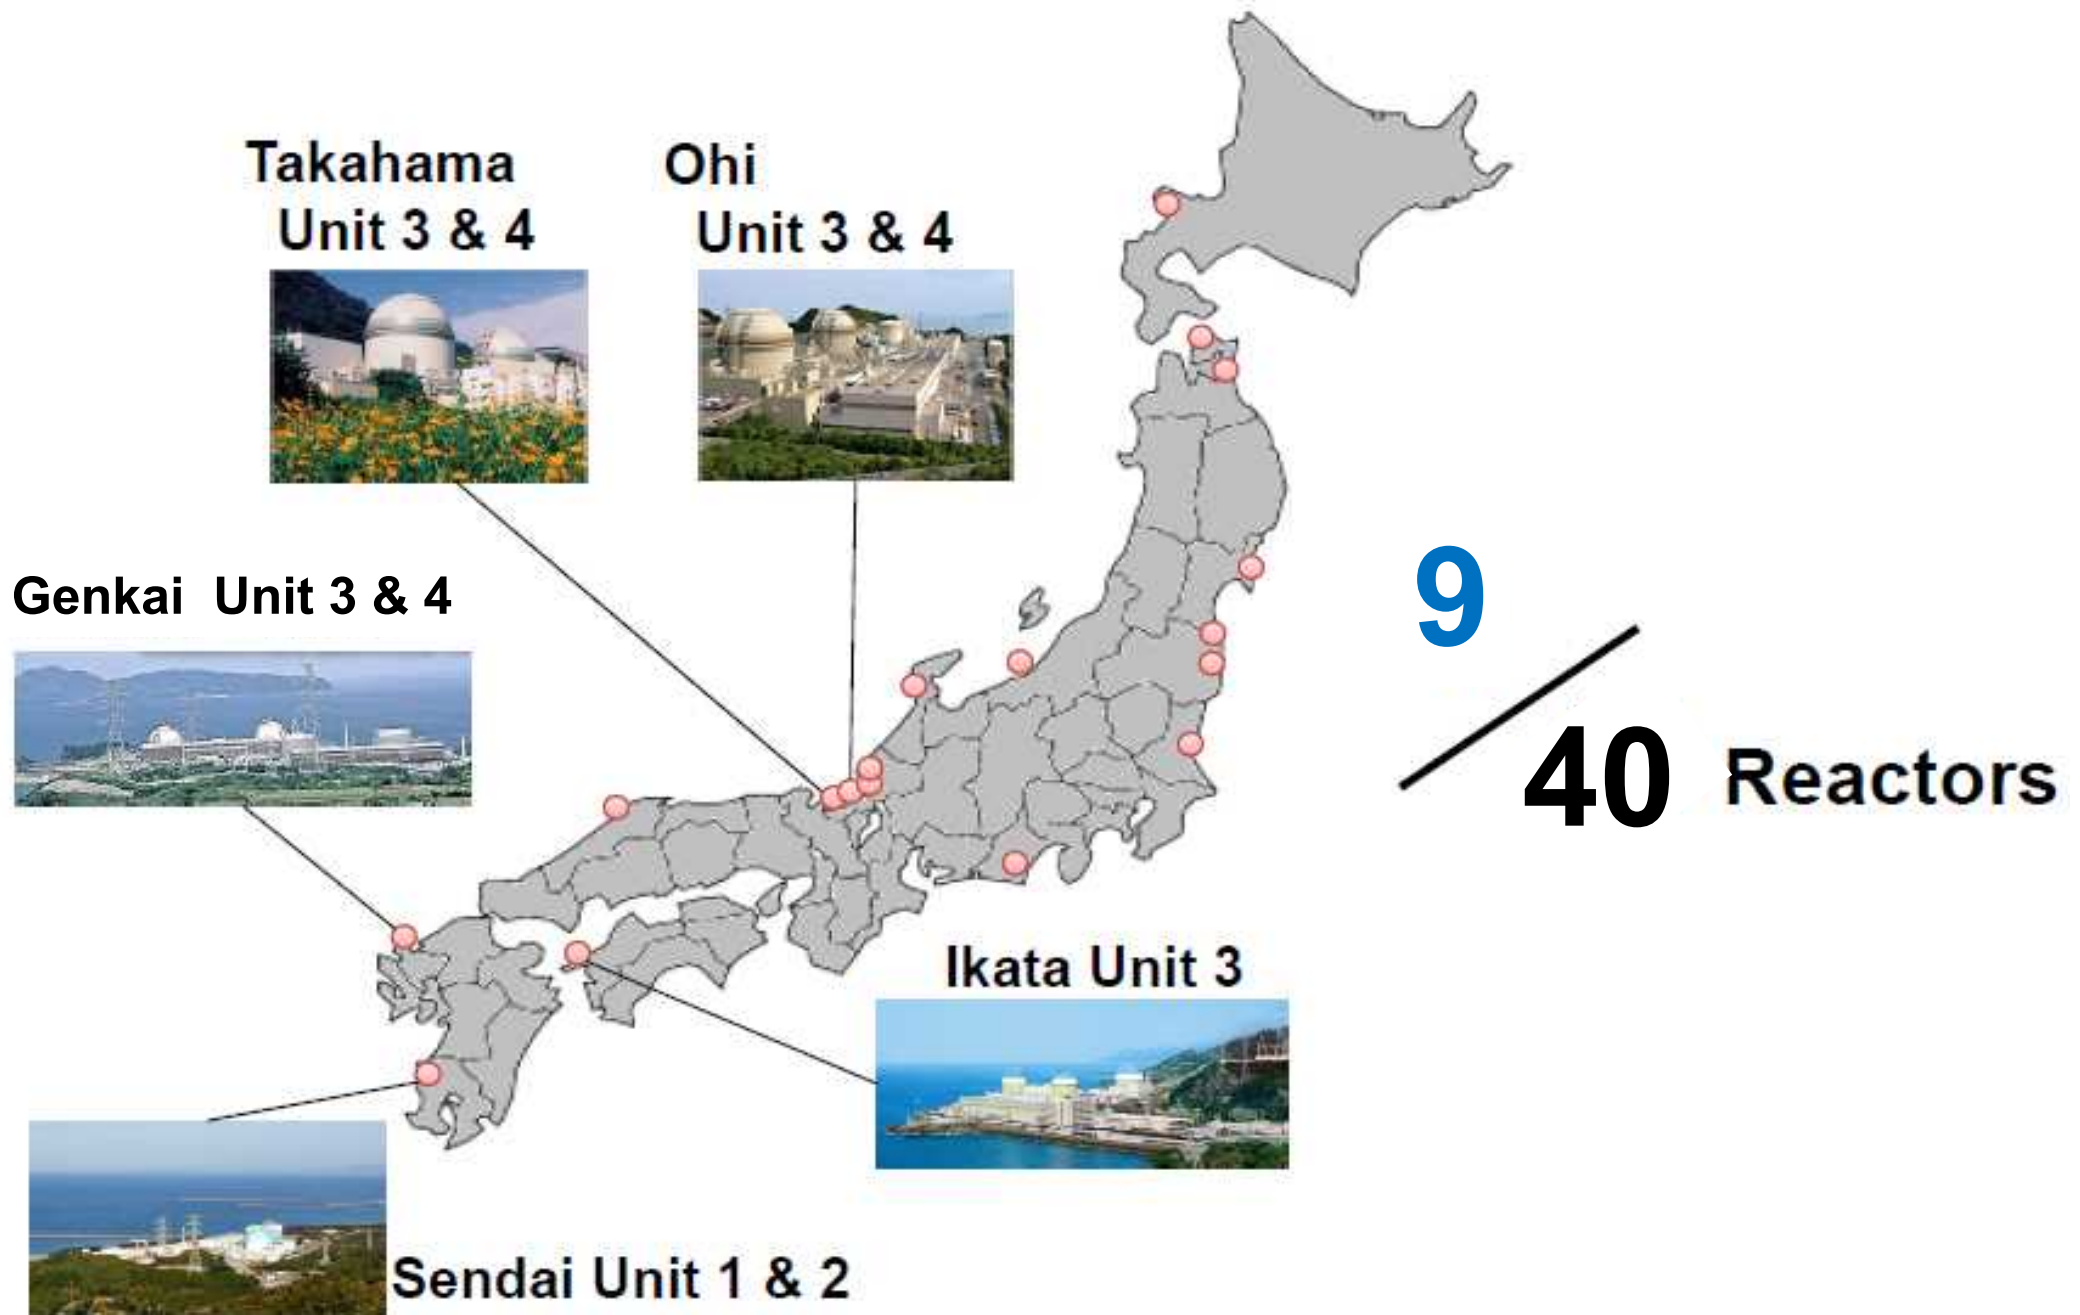 Takahama
Unit 3 & 4
Ohi
Unit 3 & 4
Genkai  Unit 3 & 4
9
40 Reactors
Ikata Unit 3
Sendai Unit 1 & 2